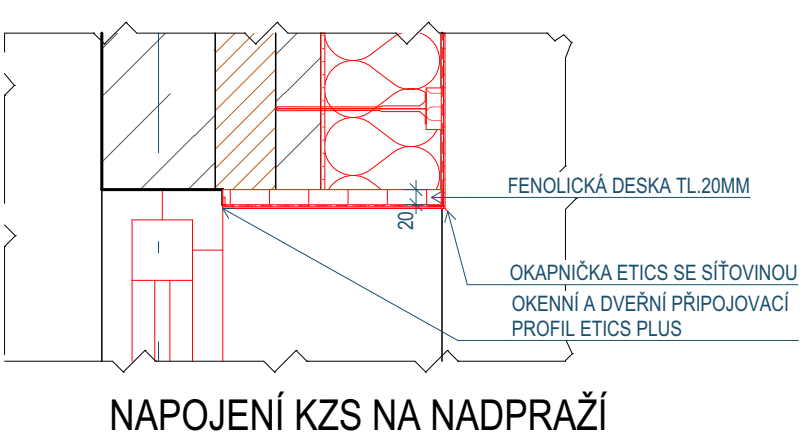 FENOLICKÁ DESKA TL.20MM
20
OKAPNIČKA ETICS SE SÍŤOVINOU
OKENNÍ A DVEŘNÍ PŘIPOJOVACÍ
PROFIL ETICS PLUS
NAPOJENÍ KZS NA NADPRAŽÍ